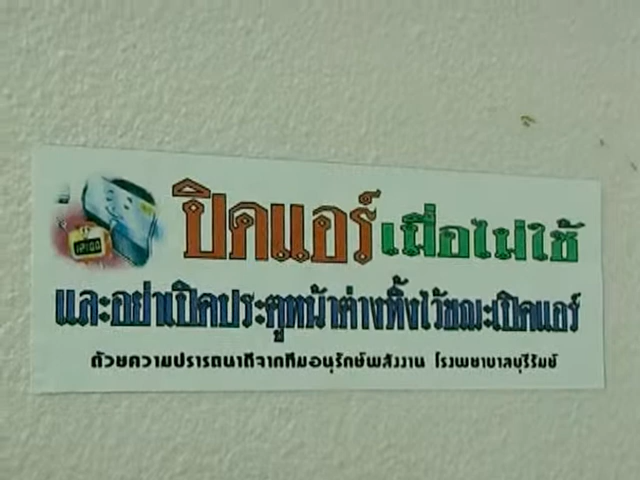 ปิดแอร์เมื่อไม่ใช้
และอย่าเปิดประตูหน้าต่างทิ้งไว้ขณะเปิดแอร์
ด้วยความปรารถนาดีจากทีมอนุรักษ์พลังงาน โรงพยาบาลบุรีรัมย์